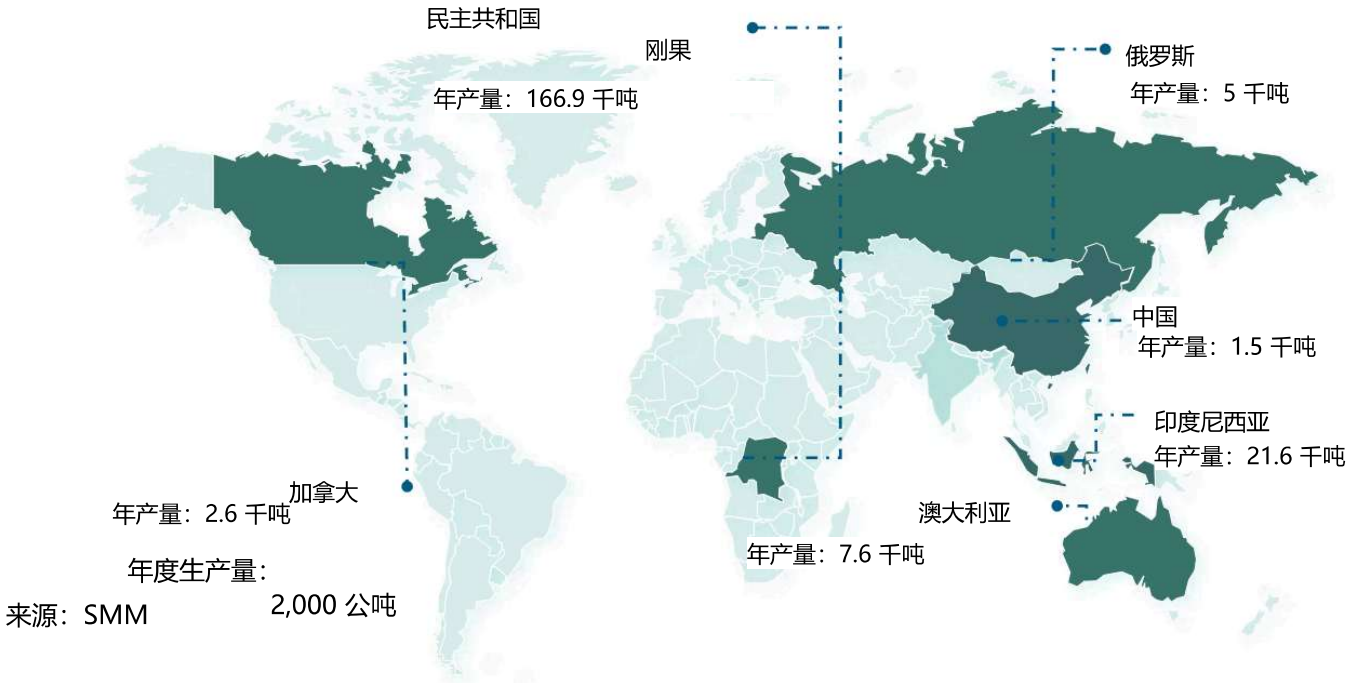 民主共和国
刚果
年产量：166.9 千吨
俄罗斯
年产量：5 千吨
中国
年产量：1.5 千吨
印度尼西亚
年产量：21.6 千吨
加拿大
年产量：2.6 千吨
澳大利亚
年产量：7.6 千吨
年度生产量：
2,000 公吨
来源：SMM